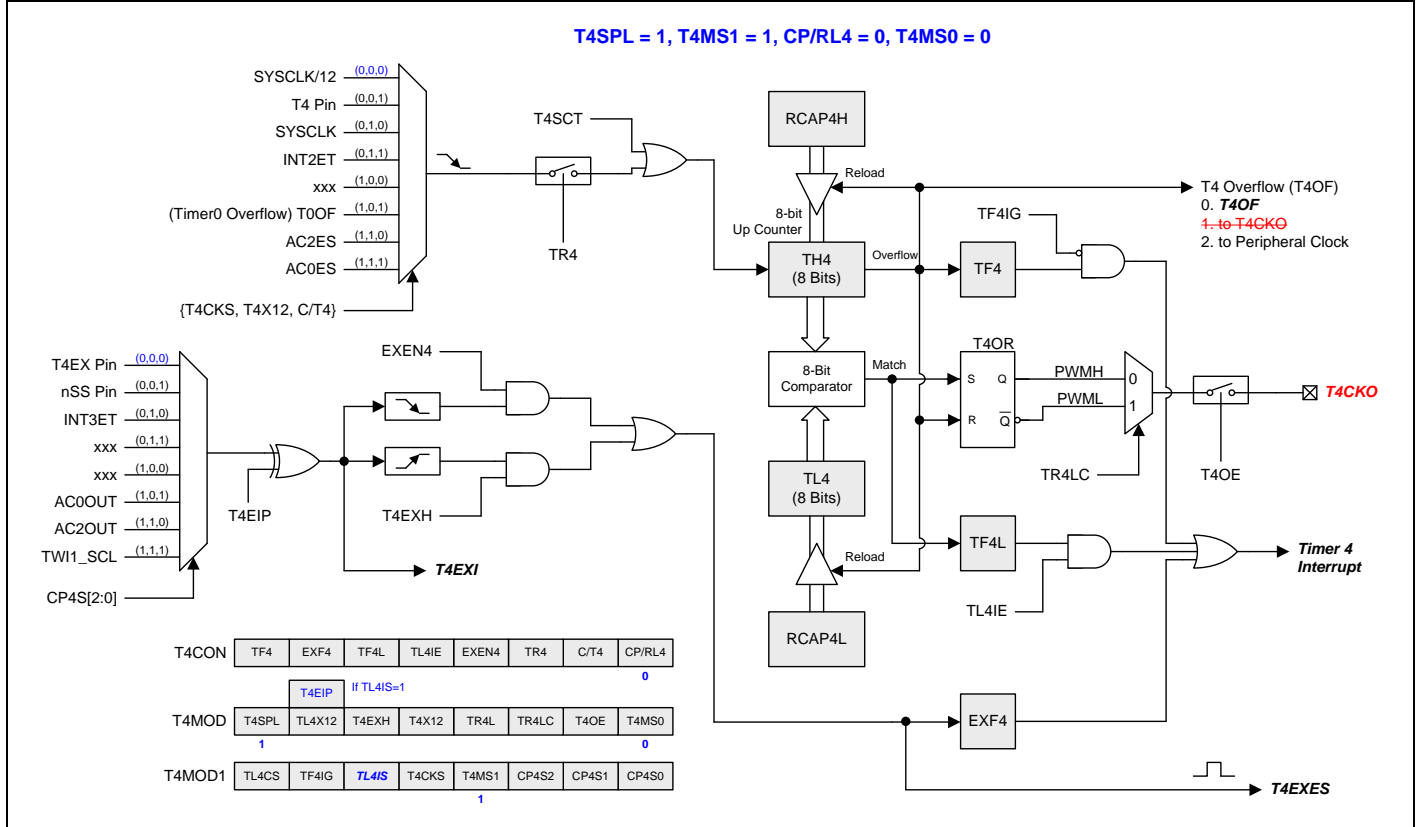 T4SPL = 1, T4MS1 = 1, CP/RL4 = 0, T4MS0 = 0
SYSCLK/12 (0,0,0)
T4 Pin (0,0,1)
SYSCLK (0,1,0)
INT2ET (0,1,1)
xxx (1,0,0)
(Timer0 Overflow) T0OF (1,0,1)
AC2ES (1,1,0)
AC0ES (1,1,1)
{T4CKS, T4X12, C/T4}
T4SCT
TR4
RCAP4H
Reload
8-bit
Up Counter
TH4
(8 Bits)
Overflow
T4 Overflow (T4OF)
0. T4OF
1. to T4CKO
2. to Peripheral Clock
TF4IG
TF4
T4EX Pin (0,0,0)
nSS Pin (0,0,1)
INT3ET (0,1,0)
xxx (0,1,1)
xxx (1,0,0)
AC0OUT (1,0,1)
AC2OUT (1,1,0)
TWI1_SCL (1,1,1)
CP4S[2:0]
T4EIP
EXEN4
T4EXH
T4EXI
8-Bit
Comparator
Match
T4OR
S Q
R Q
PWMH
PWML
0
1
TR4LC
T4OE
T4CKO
TL4
(8 Bits)
Reload
RCAP4L
TF4L
TL4IE
Timer 4
Interrupt
EXF4
T4EXES
T4CON TF4 EXF4 TF4L TL4IE EXEN4 TR4 C/T4 CP/RL4
0
T4EIP If TL4IS=1
T4MOD T4SPL TL4X12 T4EXH T4X12 TR4L TR4LC T4OE T4MS0
1 0
T4MOD1 TL4CS TF4IG TL4IS T4CKS T4MS1 CP4S2 CP4S1 CP4S0
1